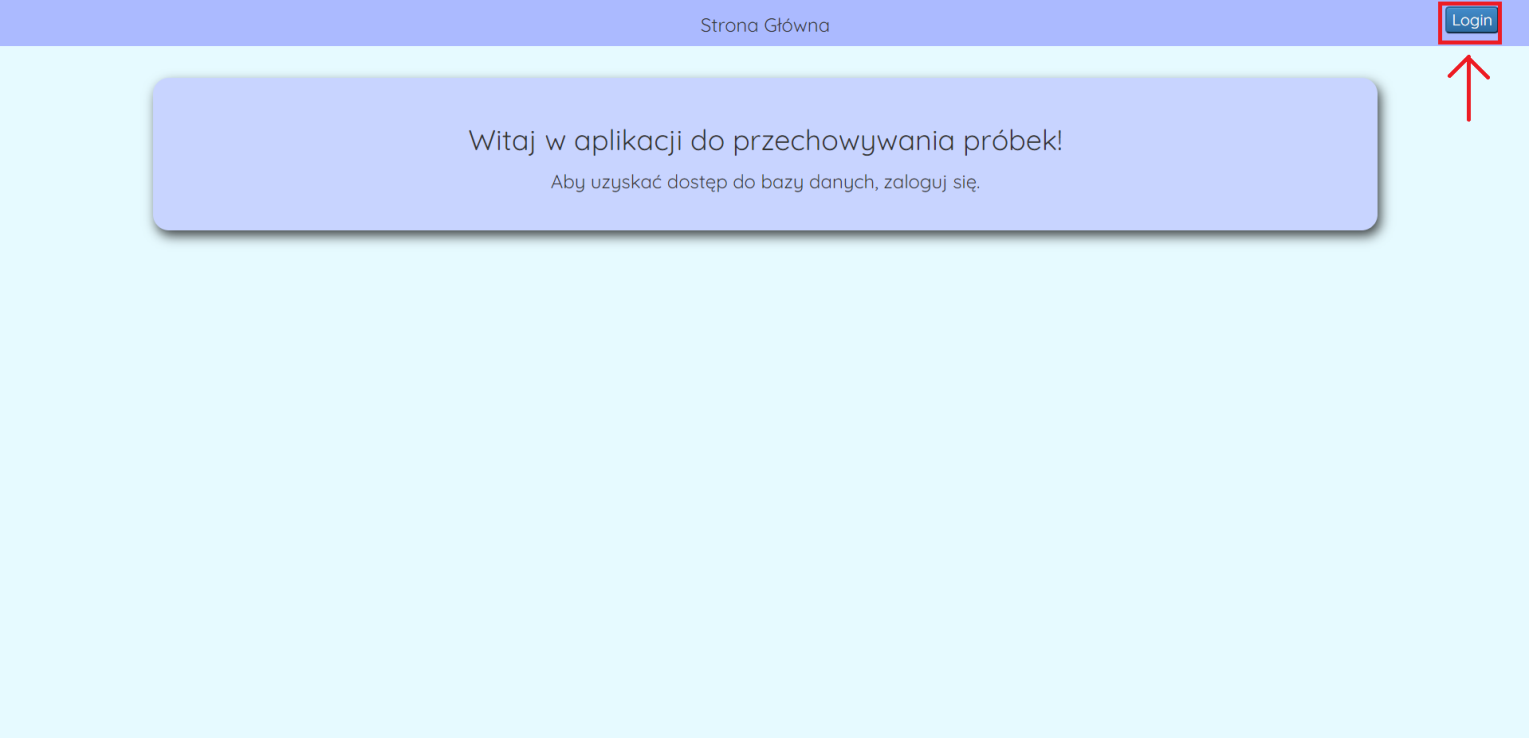 Strona Główna
Login
Witaj w aplikacji do przechowywania próbek!
Aby uzyskać dostęp do bazy danych, zaloguj się.